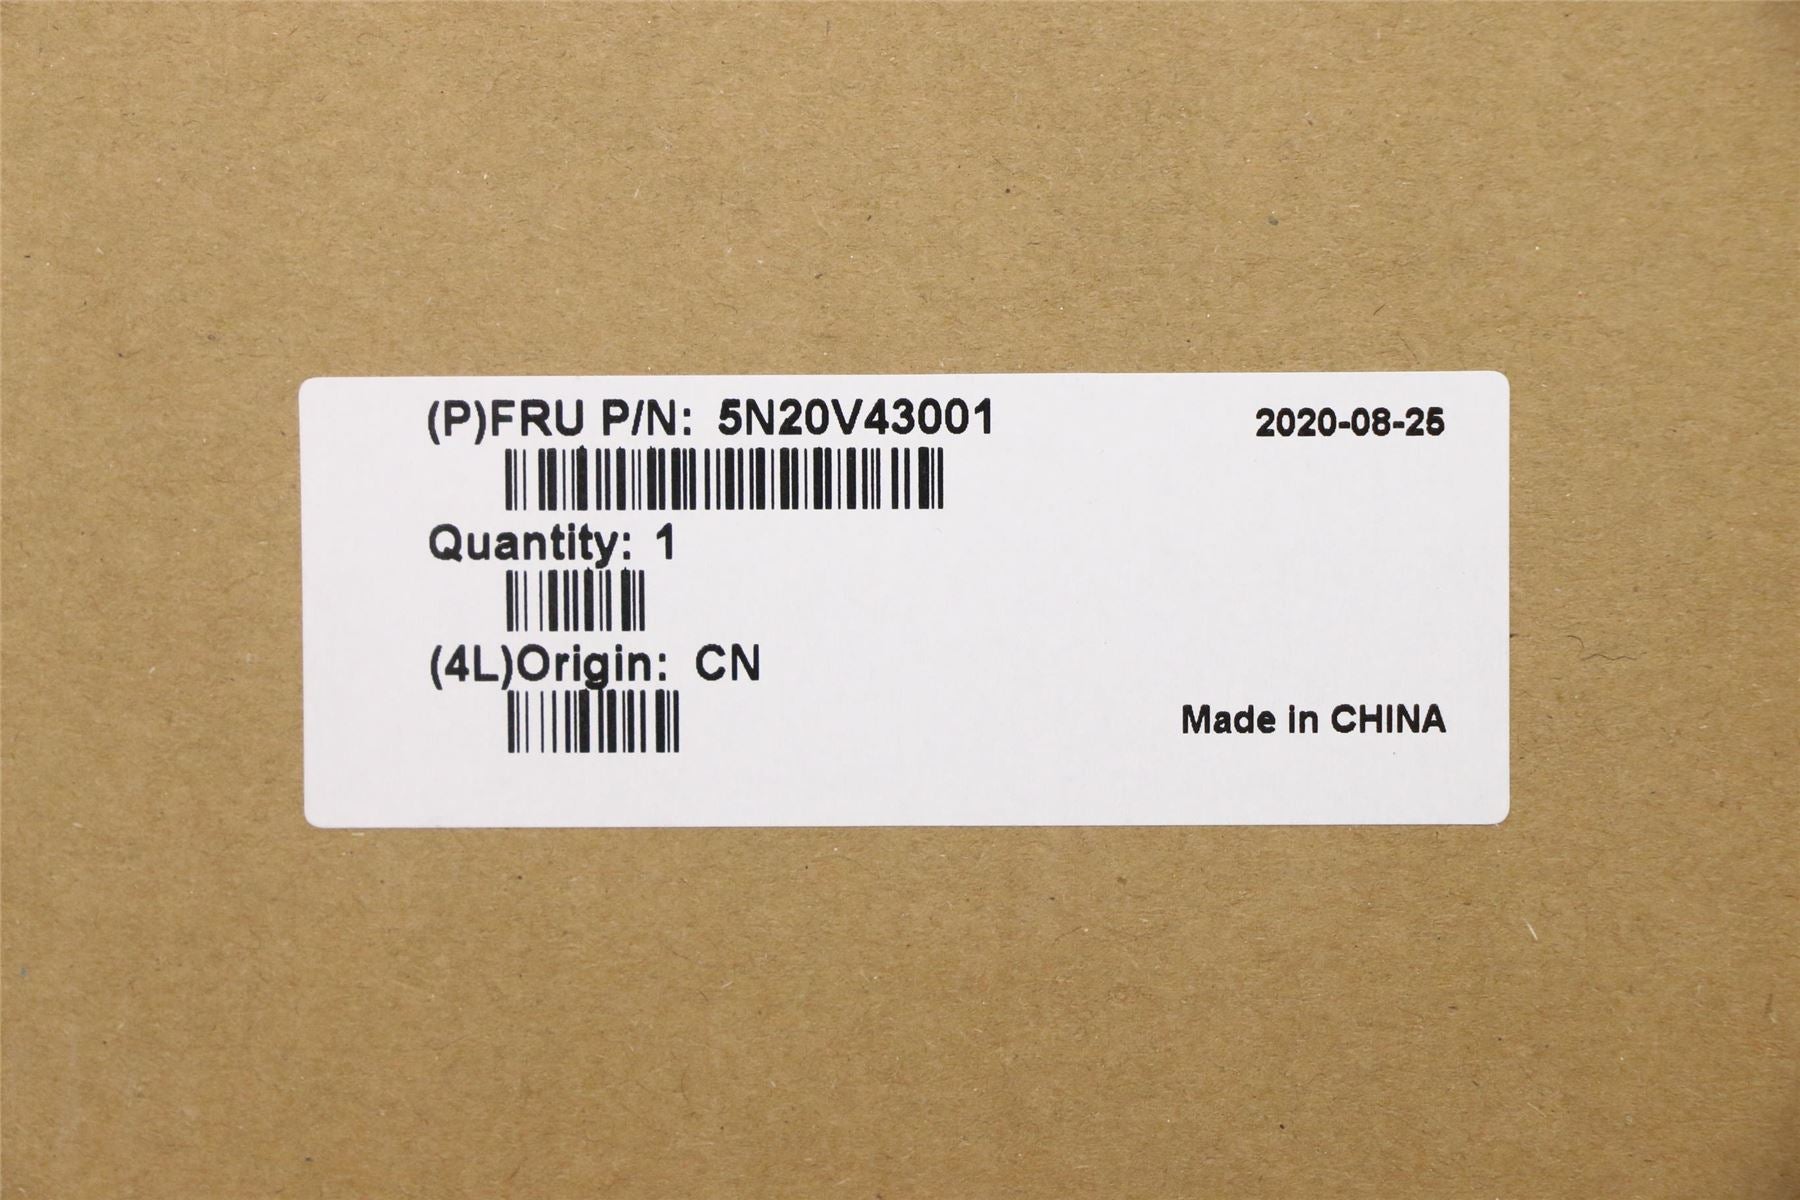 (P)FRU P/N: 5N20V43001
2020-08-25
Quantity: 1
(4L)Origin: CN
Made in CHINA